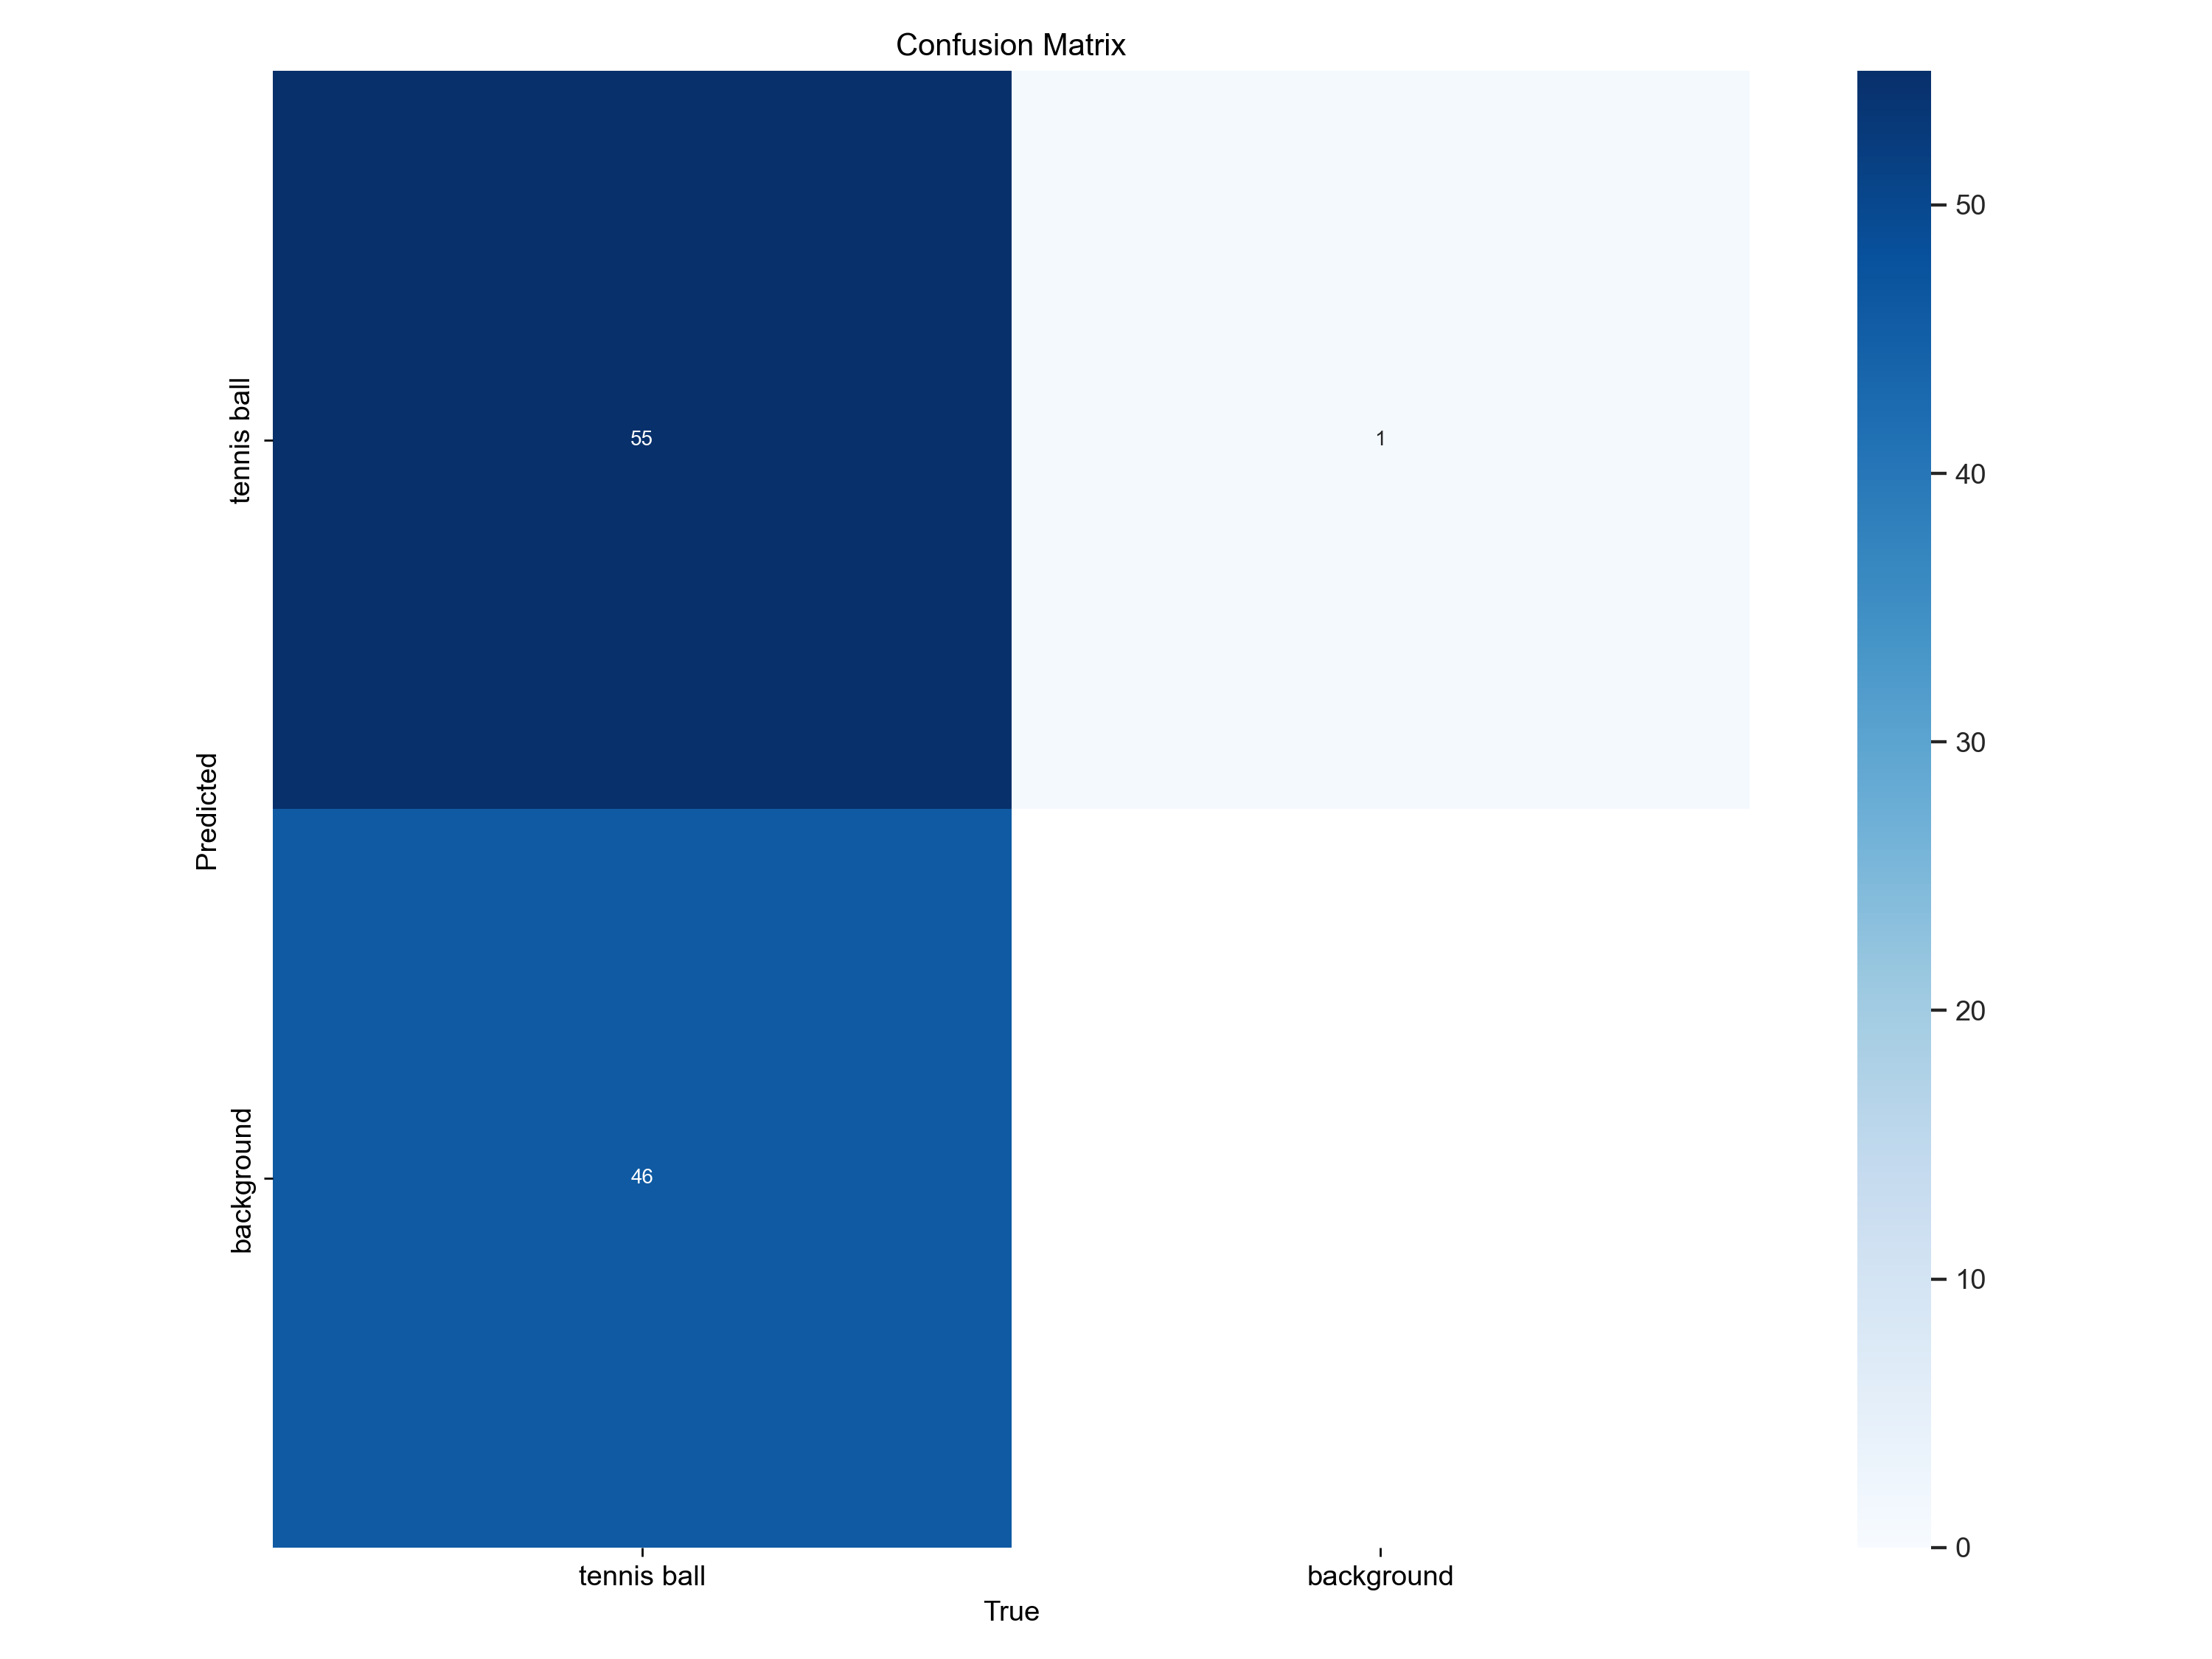 Confusion Matrix
tennis ball
55
1
50
40
30
20
10
0
Predicted
background
46
tennis ball
background
True